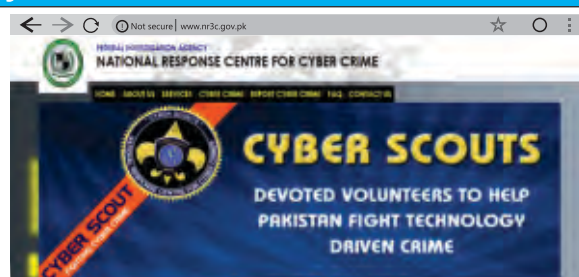 Not secure | www.nr3c.gov.pk
FEDERAL INVESTIGATION AGENCY
NATIONAL RESPONSE CENTRE FOR CYBER CRIME
HOME ABOUT US SERVICES CYBER CRIME REPORT CYBER CRIME FAQ CONTACT US
CYBER SCOUTS
DEVOTED VOLUNTEERS TO HELP
PAKISTAN FIGHT TECHNOLOGY
DRIVEN CRIME
CYBER SCOUT